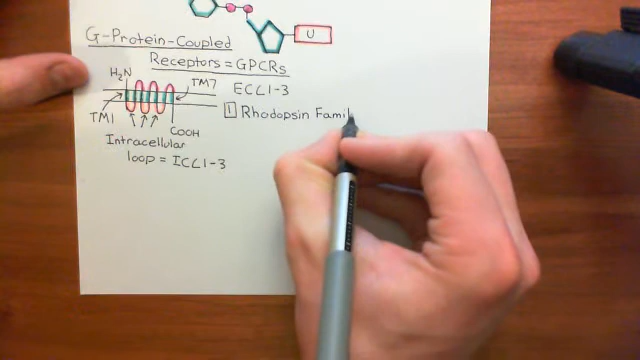 U
G-Protein-Coupled
Receptors = GPCRs
H₂N
TM7
ECL1-3
TM1
1 Rhodopsin Famil
COOH
Intracellular
loop = ICL1-3